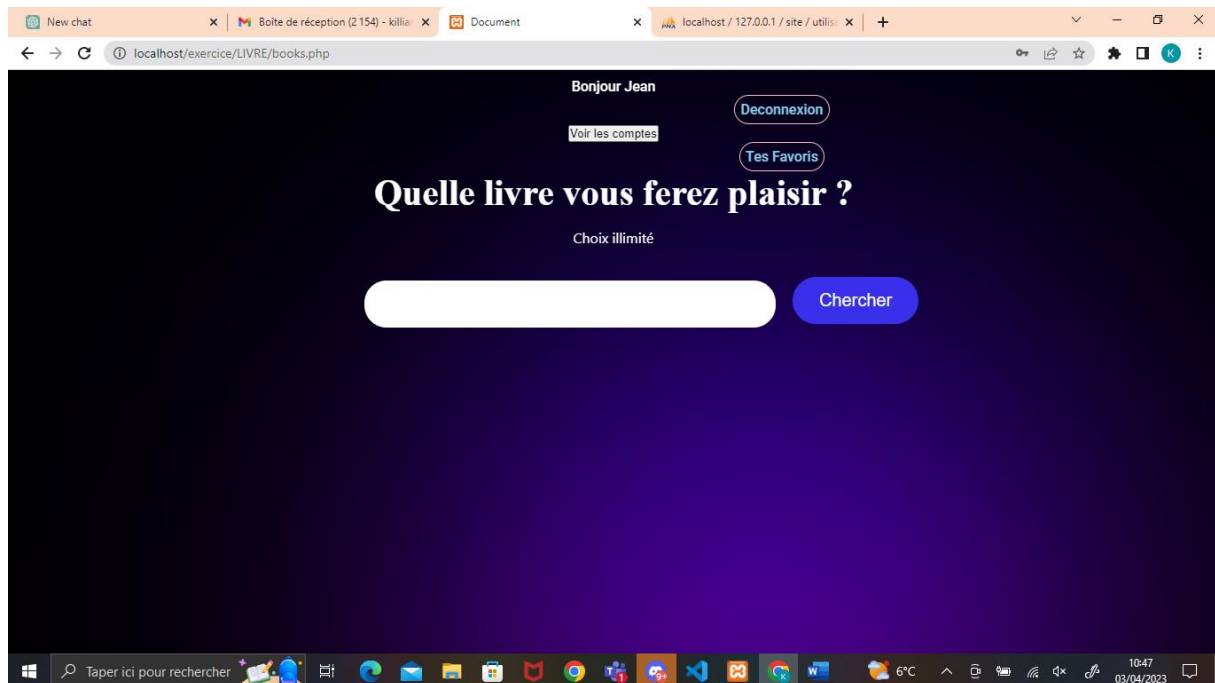 New chat
Boîte de réception (2 154) - killiar
Document
localhost / 127.0.0.1 / site / utilis
localhost/exercice/LIVRE/books.php
K
Bonjour Jean
Deconnexion
Voir les comptes
Tes Favoris
Quelle livre vous ferez plaisir ?
Choix illimité
Chercher
Taper ici pour rechercher
6°C
10:47
03/04/2023